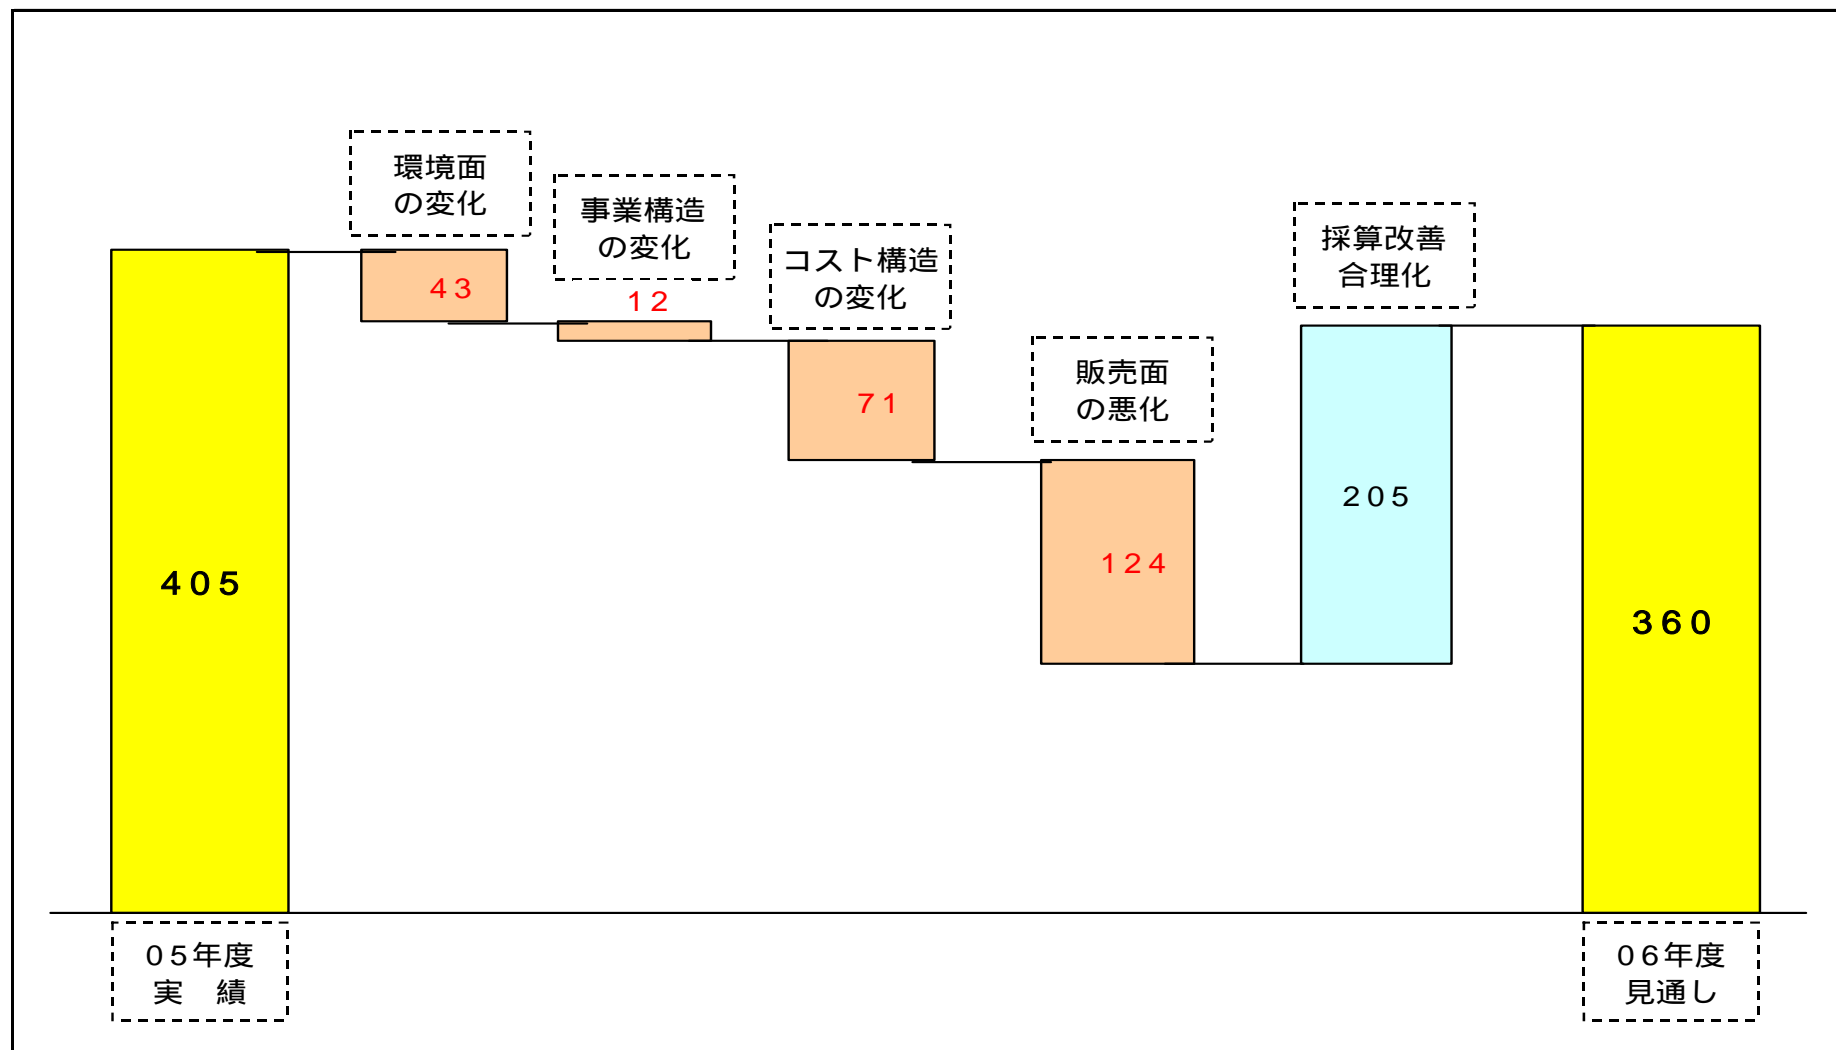 環境面
の変化
４３
事業構造
の変化
１２
コスト構造
の変化
７１
販売面
の悪化
１２４
採算改善
合理化
２０５
４０５
３６０
０５年度
実　績
０６年度
見通し